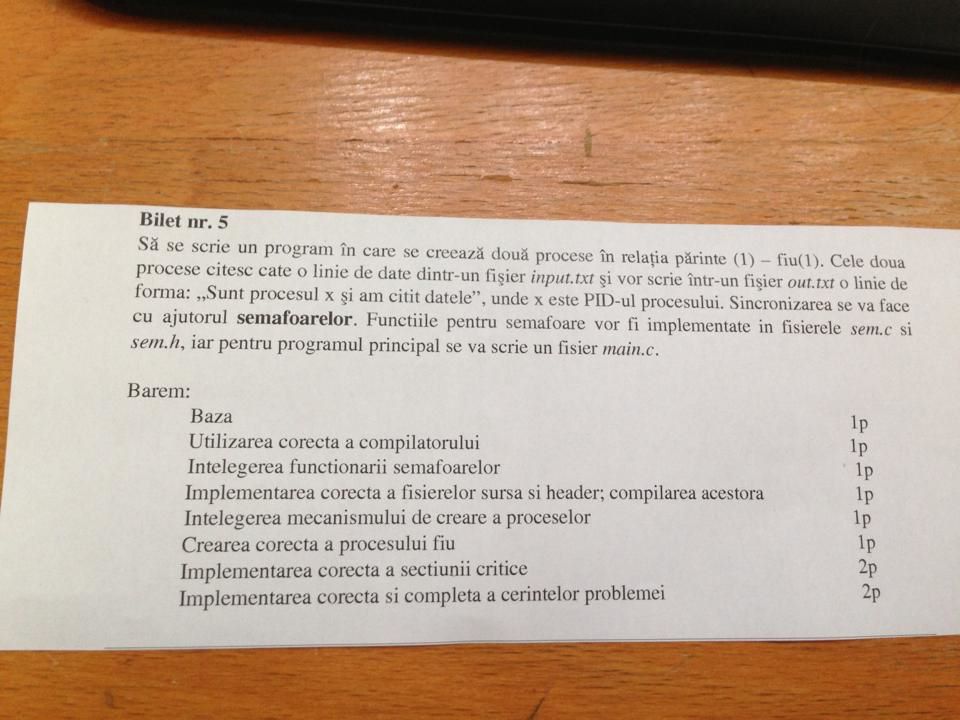 Bilet nr. 5
Să se scrie un program în care se creează două procese în relația părinte (1) – fiu(1). Cele doua
procese citesc cate o linie de date dintr-un fişier input.txt şi vor scrie într-un fişier out.txt o linie de
forma: „Sunt procesul x şi am citit datele”, unde x este PID-ul procesului. Sincronizarea se va face
cu ajutorul semafoarelor. Functiile pentru semafoare vor fi implementate in fisierele sem.c si
sem.h, iar pentru programul principal se va scrie un fisier main.c.
Barem:
Baza 1p
Utilizarea corecta a compilatorului 1p
Intelegerea functionarii semafoarelor 1p
Implementarea corecta a fisierelor sursa si header; compilarea acestora 1p
Intelegerea mecanismului de creare a proceselor 1p
Crearea corecta a procesului fiu 1p
Implementarea corecta a sectiunii critice 2p
Implementarea corecta si completa a cerintelor problemei 2p